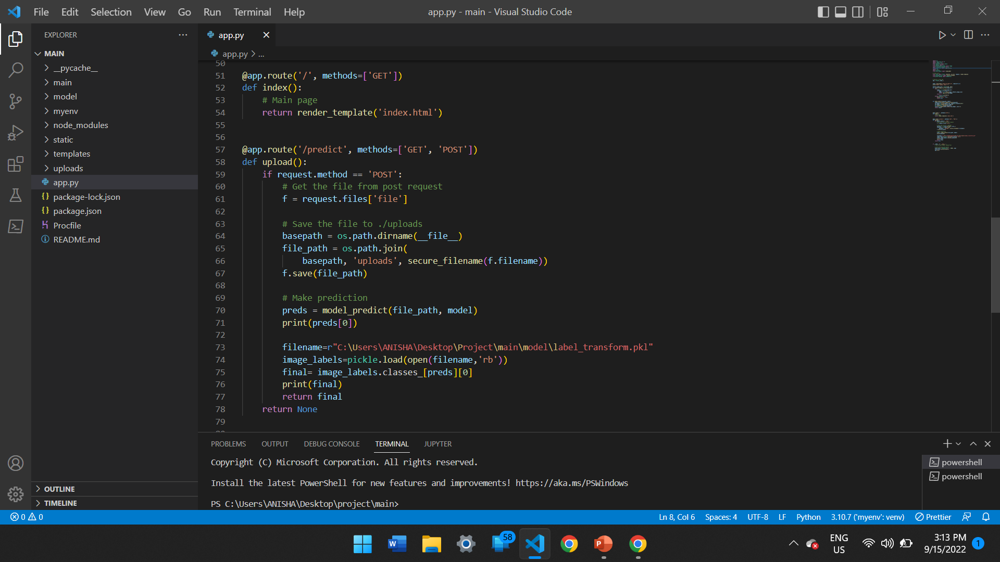 File Edit Selection View Go Run Terminal Help
app.py - main - Visual Studio Code
EXPLORER
MAIN
__pycache__
main
model
myenv
node_modules
static
templates
uploads
app.py
package-lock.json
package.json
Procfile
README.md
OUTLINE
TIMELINE
app.py
app.py > ...
50
51 @app.route('/', methods=['GET'])
52 def index():
53     # Main page
54     return render_template('index.html')
55
56
57 @app.route('/predict', methods=['GET', 'POST'])
58 def upload():
59     if request.method == 'POST':
60         # Get the file from post request
61         f = request.files['file']
62
63         # Save the file to ./uploads
64         basepath = os.path.dirname(__file__)
65         file_path = os.path.join(
66             basepath, 'uploads', secure_filename(f.filename))
67         f.save(file_path)
68
69         # Make prediction
70         preds = model_predict(file_path, model)
71         print(preds[0])
72
73         filename=r"C:\Users\ANISHA\Desktop\Project\main\model\label_transform.pkl"
74         image_labels=pickle.load(open(filename,'rb'))
75         final= image_labels.classes_[preds][0]
76         print(final)
77         return final
78     return None
79
PROBLEMS OUTPUT DEBUG CONSOLE TERMINAL JUPYTER
Copyright (C) Microsoft Corporation. All rights reserved.
Install the latest PowerShell for new features and improvements! https://aka.ms/PSWindows
PS C:\Users\ANISHA\Desktop\project\main>
powershell
powershell
0 0
Ln 8, Col 6 Spaces: 4 UTF-8 LF Python 3.10.7 ('myenv': venv) Prettier
58
ENG
US
3:13 PM
9/15/2022
1